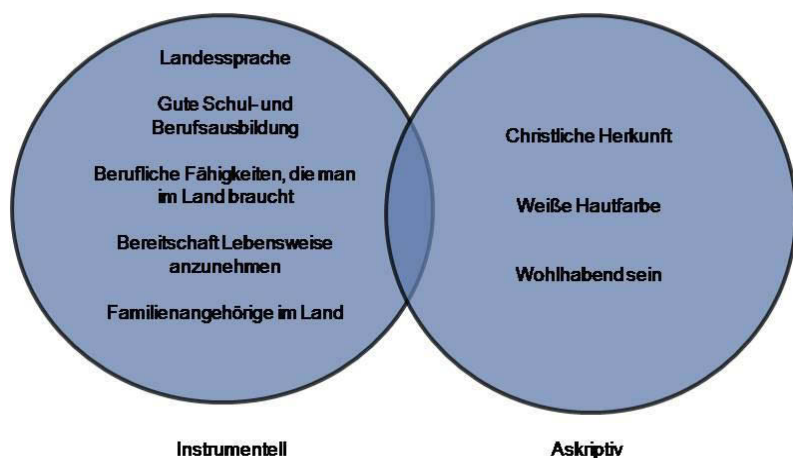 Landessprache
Gute Schul- und
Berufsausbildung
Berufliche Fähigkeiten, die man
im Land braucht
Bereitschaft Lebensweise
anzunehmen
Familienangehörige im Land
Christliche Herkunft
Weiße Hautfarbe
Wohlhabend sein
Instrumentell
Askriptiv